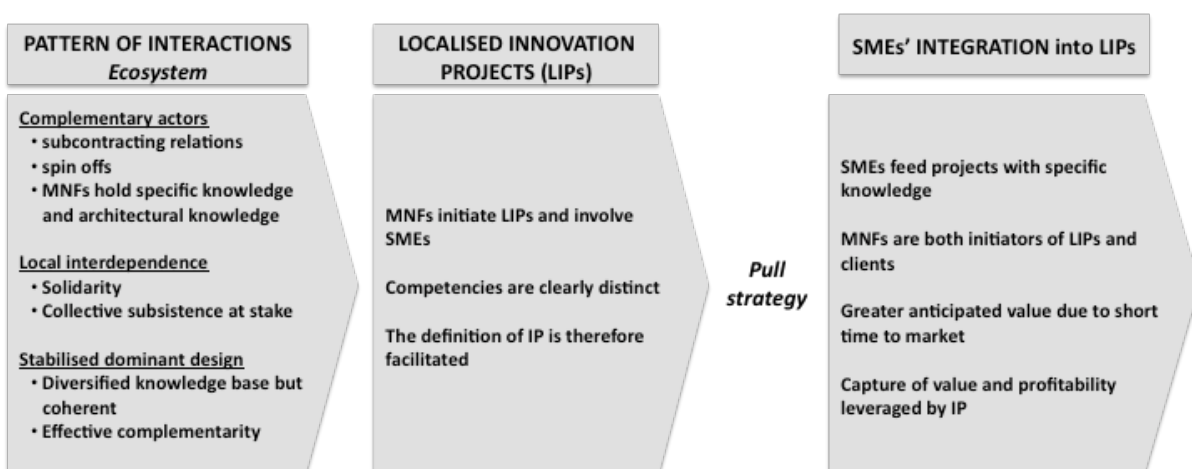 PATTERN OF INTERACTIONS
Ecosystem
Complementary actors
• subcontracting relations
• spin offs
• MNFs hold specific knowledge
and architectural knowledge
Local interdependence
• Solidarity
• Collective subsistence at stake
Stabilised dominant design
• Diversified knowledge base but
coherent
• Effective complementarity
LOCALISED INNOVATION
PROJECTS (LIPs)
MNFs initiate LIPs and involve
SMEs
Competencies are clearly distinct
The definition of IP is therefore
facilitated
Pull
strategy
SMEs' INTEGRATION into LIPs
SMEs feed projects with specific
knowledge
MNFs are both initiators of LIPs and
clients
Greater anticipated value due to short
time to market
Capture of value and profitability
leveraged by IP